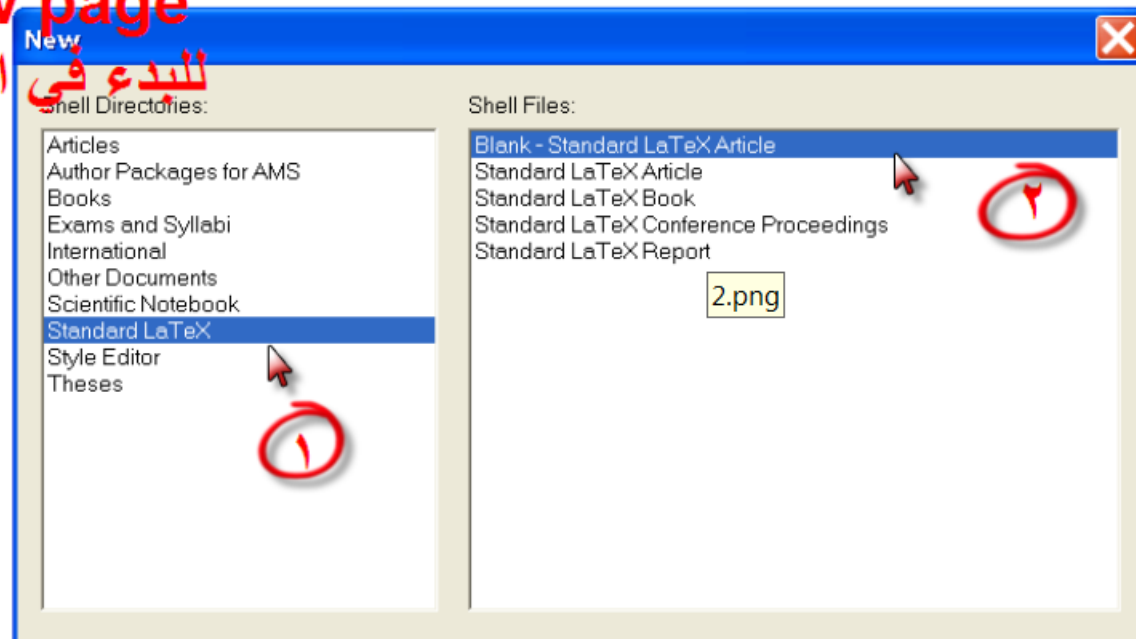 page
New
للبدء في
Shell Directories:
Articles
Author Packages for AMS
Books
Exams and Syllabi
International
Other Documents
Scientific Notebook
Standard LaTeX
Style Editor
Theses
١
Shell Files:
Blank - Standard LaTeX Article
Standard LaTeX Article
Standard LaTeX Book
Standard LaTeX Conference Proceedings
Standard LaTeX Report
٢
2.png